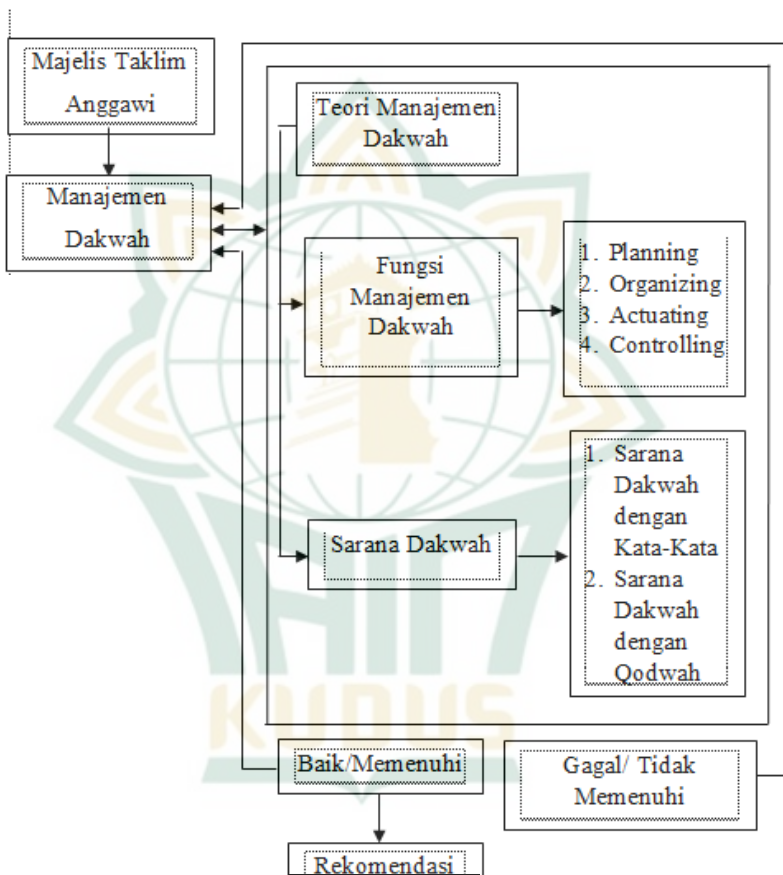 Majelis Taklim
Anggawi
Manajemen
Dakwah
Teori Manajemen
Dakwah
Fungsi
Manajemen
Dakwah
1. Planning
2. Organizing
3. Actuating
4. Controlling
Sarana Dakwah
1. Sarana
Dakwah
dengan
Kata-Kata
2. Sarana
Dakwah
dengan
Qodwah
Baik/Memenuhi
Gagal/ Tidak
Memenuhi
Rekomendasi
IAIN
KUDUS